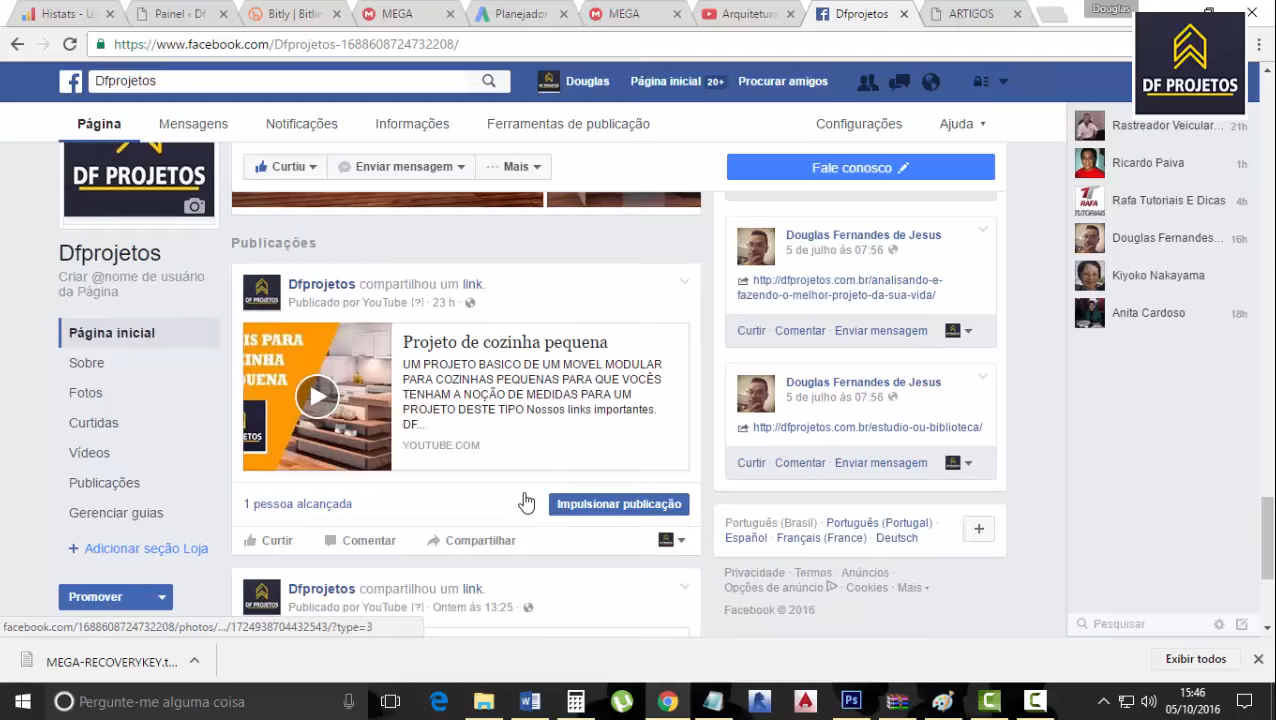 Histats - U
Painel ‹ Df
Bitly | Bitlin
MEGA
Planejador
MEGA
Arquitetura
Dfprojetos
ARTIGOS
Douglas
https://www.facebook.com/Dfprojetos-1688608724732208/
DF PROJETOS
Dfprojetos
Douglas
Página inicial 20+
Procurar amigos
Página
Mensagens
Notificações
Informações
Ferramentas de publicação
Configurações
Ajuda
Rastreador Veicular... 21h
Ricardo Paiva 1h
RAFA
TUTORIAIS
Rafa Tutoriais E Dicas 4h
Douglas Fernandes... 16h
Kiyoko Nakayama
Anita Cardoso 18h
Pesquisar
DF PROJETOS
Dfprojetos
Criar @nome de usuário
da Página
Página inicial
Sobre
Fotos
Curtidas
Vídeos
Publicações
Gerenciar guias
+ Adicionar seção Loja
Promover
Curtiu
Enviar mensagem
··· Mais
Fale conosco
Publicações
Dfprojetos compartilhou um link.
Publicado por YouTube [?] · 23 h ·
IS PARA
INHA
QUENA
Projeto de cozinha pequena
UM PROJETO BASICO DE UM MOVEL MODULAR
PARA COZINHAS PEQUENAS PARA QUE VOCÊS
TENHAM A NOÇÃO DE MEDIDAS PARA UM
PROJETO DESTE TIPO Nossos links importantes.
DF...
YOUTUBE.COM
1 pessoa alcançada
Impulsionar publicação
Curtir
Comentar
Compartilhar
Dfprojetos compartilhou um link.
Publicado por YouTube [?] · Ontem às 13:25 ·
Douglas Fernandes de Jesus
5 de julho às 07:56 ·
http://dfprojetos.com.br/analisando-e-
fazendo-o-melhor-projeto-da-sua-vida/
Curtir · Comentar · Enviar mensagem ·
Douglas Fernandes de Jesus
5 de julho às 07:56 ·
http://dfprojetos.com.br/estudio-ou-biblioteca/
Curtir · Comentar · Enviar mensagem ·
Português (Brasil) · Português (Portugal) ·
Español · Français (France) · Deutsch
+
Privacidade · Termos · Anúncios ·
Opções de anúncio · Cookies · Mais
Facebook © 2016
facebook.com/1688608724732208/photos/.../1724938704432543/?type=3
MEGA-RECOVERYKEY.t...
Exibir todos
Pergunte-me alguma coisa
15:46
05/10/2016